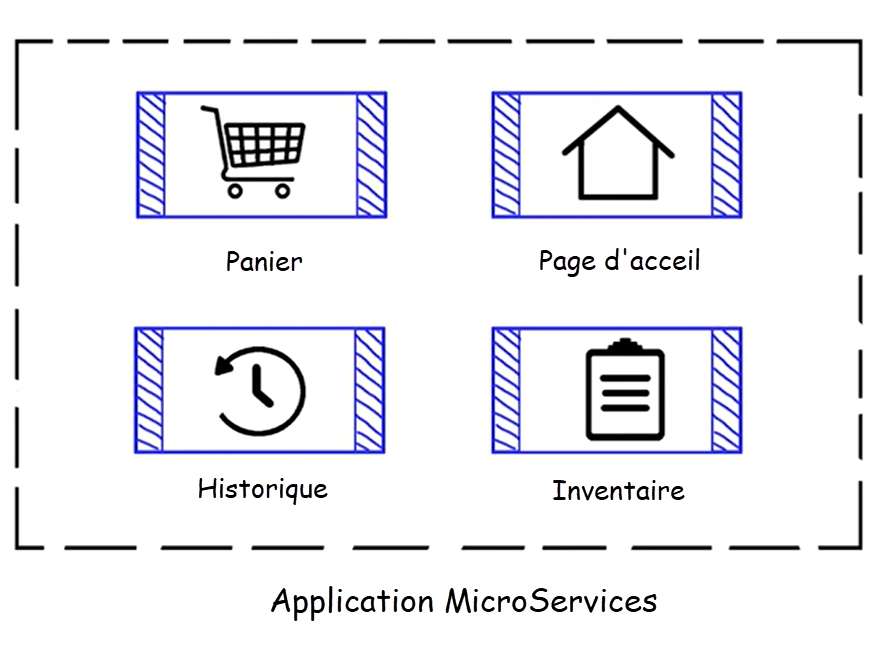 Panier
Page d'acceil
Historique
Inventaire
Application MicroServices